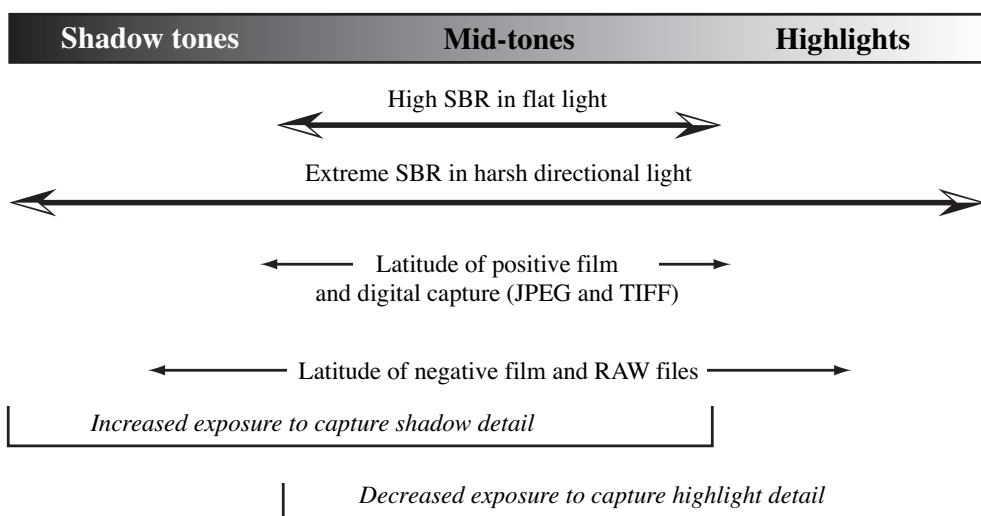 Shadow tones Mid-tones Highlights
High SBR in flat light
Extreme SBR in harsh directional light
Latitude of positive film
and digital capture (JPEG and TIFF)
Latitude of negative film and RAW files
Increased exposure to capture shadow detail
Decreased exposure to capture highlight detail